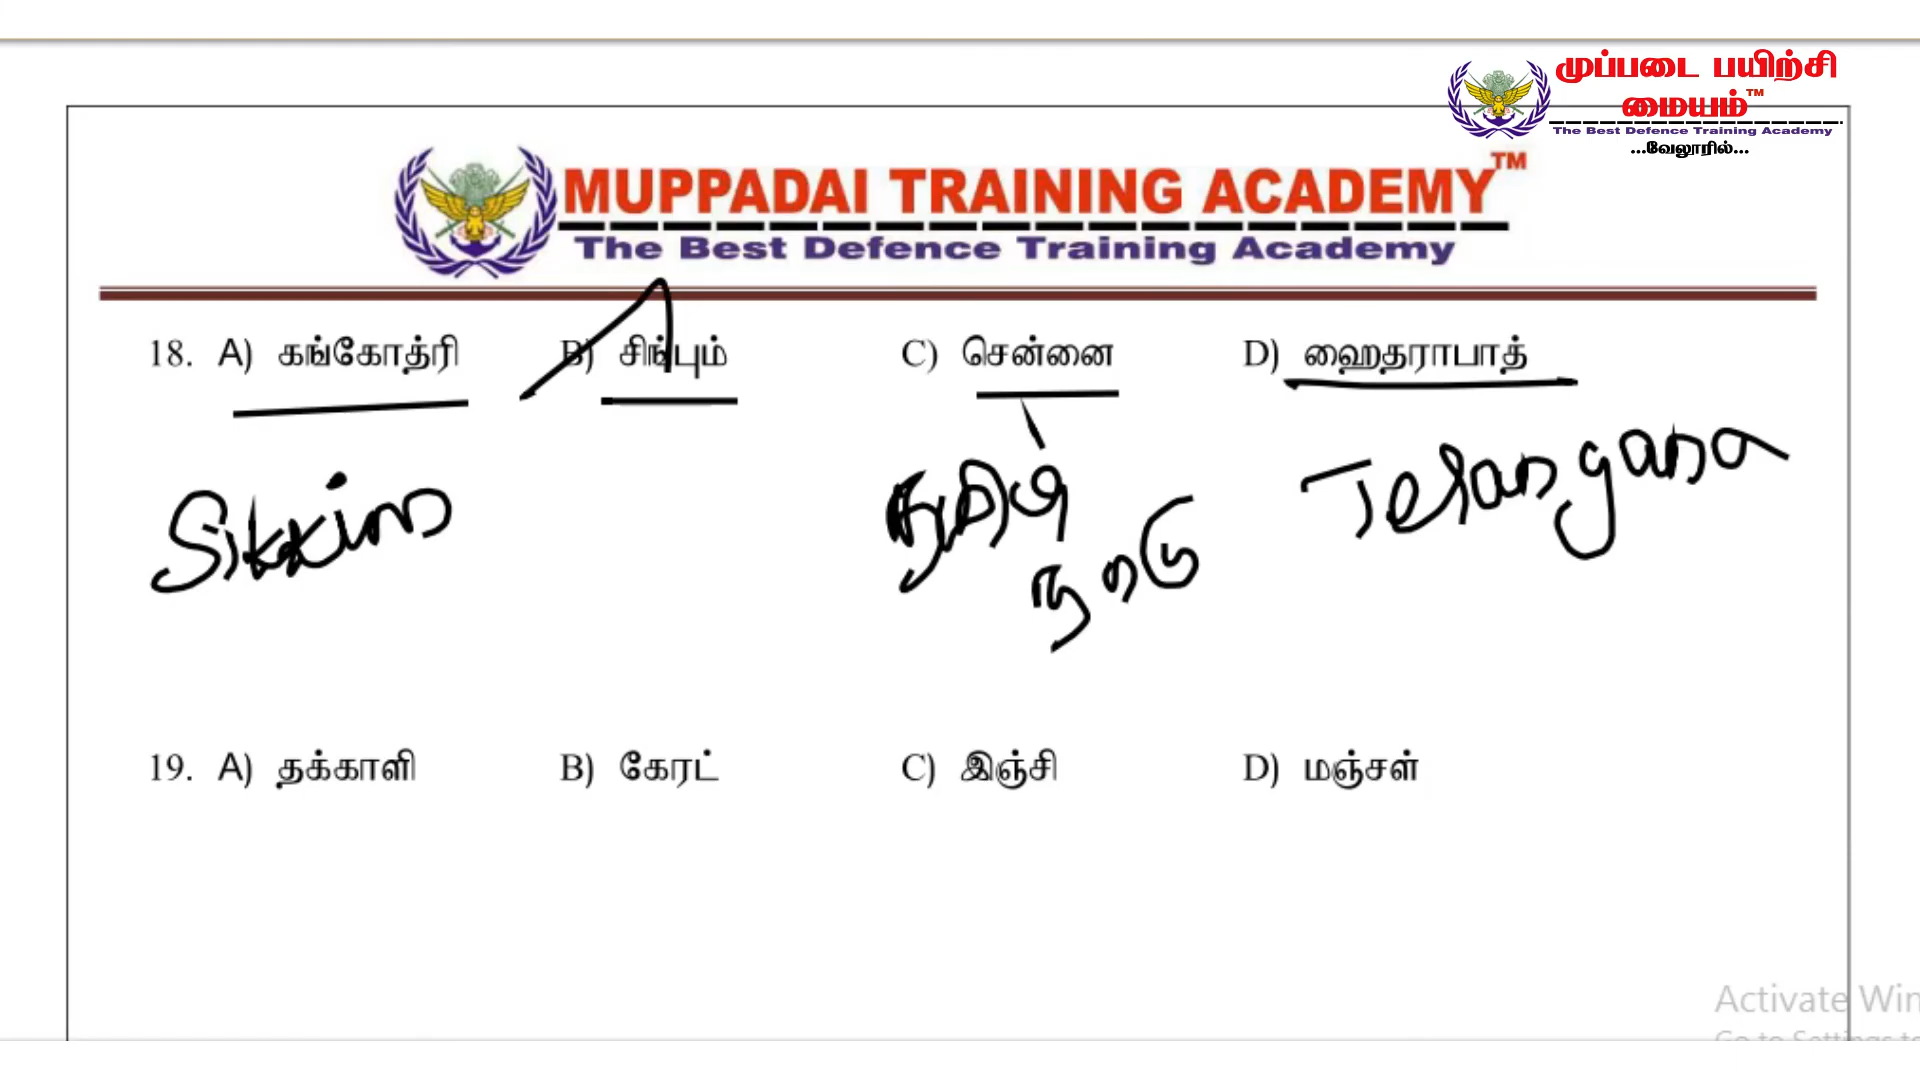 முப்படை பயிற்சி
மையம்™
The Best Defence Training Academy
...வேலூரில்...
MUPPADAI TRAINING ACADEMY™
The Best Defence Training Academy
18. A) கங்கோத்ரி B) சிங்பும் C) சென்னை D) ஹைதராபாத்
Sikkim தமிழ் Telangana
நாடு
19. A) தக்காளி B) கேரட் C) இஞ்சி D) மஞ்சள்
Activate Win